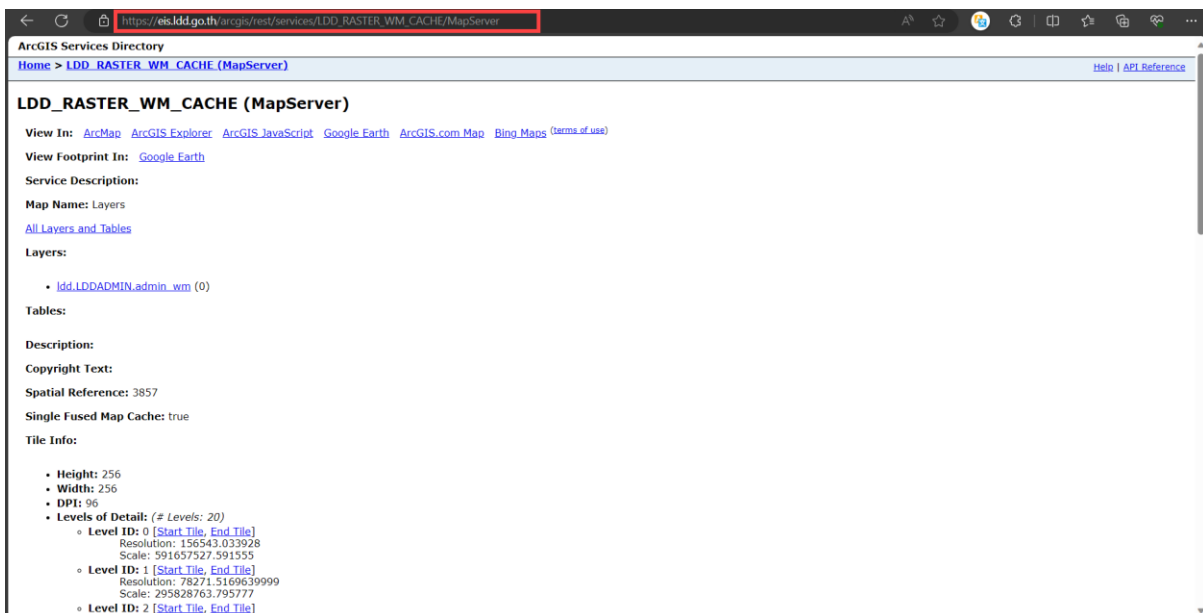 https://eis.ldd.go.th/arcgis/rest/services/LDD_RASTER_WM_CACHE/MapServer
ArcGIS Services Directory
Home > LDD_RASTER_WM_CACHE (MapServer)
Help | API Reference
LDD_RASTER_WM_CACHE (MapServer)
View In: ArcMap ArcGIS Explorer ArcGIS JavaScript Google Earth ArcGIS.com Map Bing Maps (terms of use)
View Footprint In: Google Earth
Service Description:
Map Name: Layers
All Layers and Tables
Layers:
• ldd.LDDADMIN.admin_wm (0)
Tables:
Description:
Copyright Text:
Spatial Reference: 3857
Single Fused Map Cache: true
Tile Info:
• Height: 256
• Width: 256
• DPI: 96
• Levels of Detail: (# Levels: 20)
◦ Level ID: 0 [Start Tile, End Tile]
Resolution: 156543.033928
Scale: 591657527.591555
◦ Level ID: 1 [Start Tile, End Tile]
Resolution: 78271.5169639999
Scale: 295828763.795777
◦ Level ID: 2 [Start Tile, End Tile]